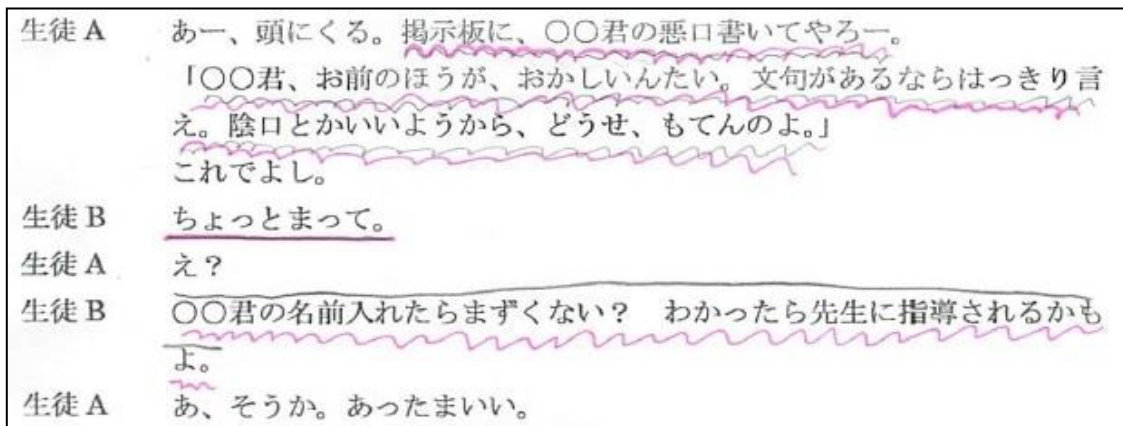 生徒A あー、頭にくる。掲示板に、○○君の悪口書いてやろー。
「○○君、お前のほうが、おかしいんたい。文句があるならはっきり言
え。陰口とかいいようから、どうせ、もてんのよ。」
これでよし。
生徒B ちょっとまって。
生徒A え？
生徒B ○○君の名前入れたらまずくない？ わかったら先生に指導されるかも
よ。
生徒A あ、そうか。あったまいい。